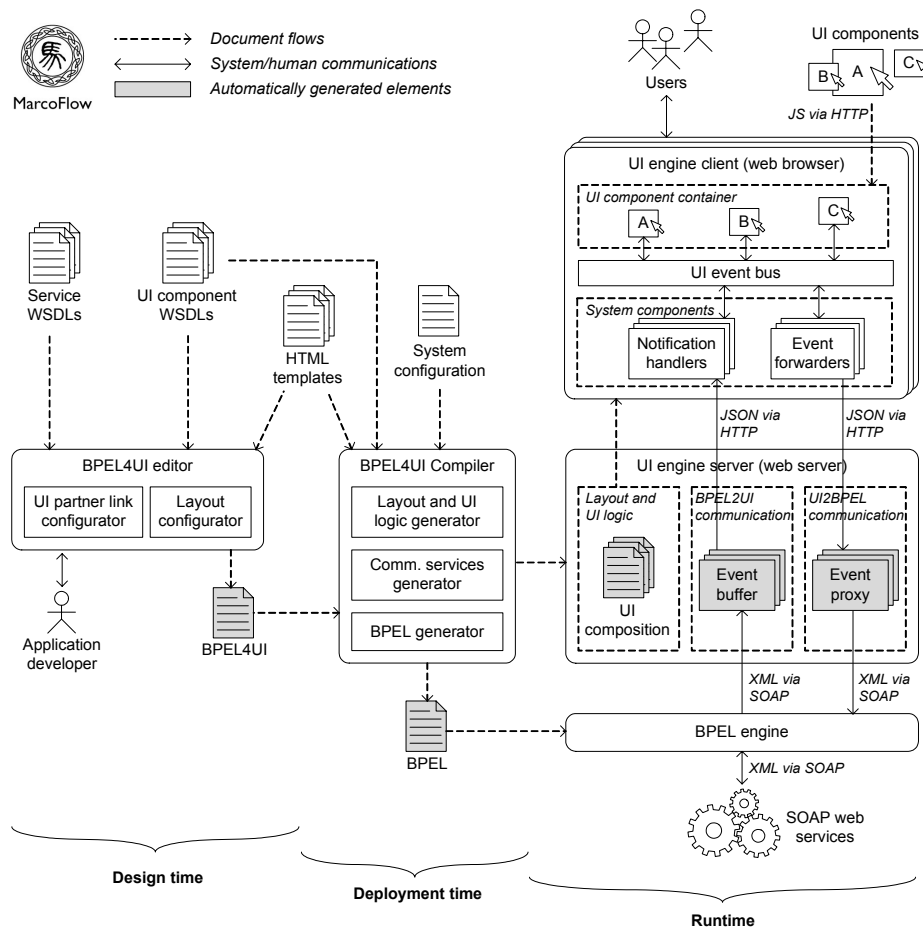 馬
MarcoFlow
Document flows
System/human communications
Automatically generated elements
Users
UI components
B
A
C
JS via HTTP
UI engine client (web browser)
UI component container
A
B
C
UI event bus
System components
Notification
handlers
Event
forwarders
JSON via
HTTP
JSON via
HTTP
Service
WSDLs
UI component
WSDLs
HTML
templates
System
configuration
BPEL4UI editor
UI partner link
configurator
Layout
configurator
Application
developer
BPEL4UI
BPEL4UI Compiler
Layout and UI
logic generator
Comm. services
generator
BPEL generator
BPEL
UI engine server (web server)
Layout and
UI logic
UI
composition
BPEL2UI
communication
Event
buffer
UI2BPEL
communication
Event
proxy
XML via
SOAP
XML via
SOAP
BPEL engine
XML via SOAP
SOAP web
services
Design time
Deployment time
Runtime